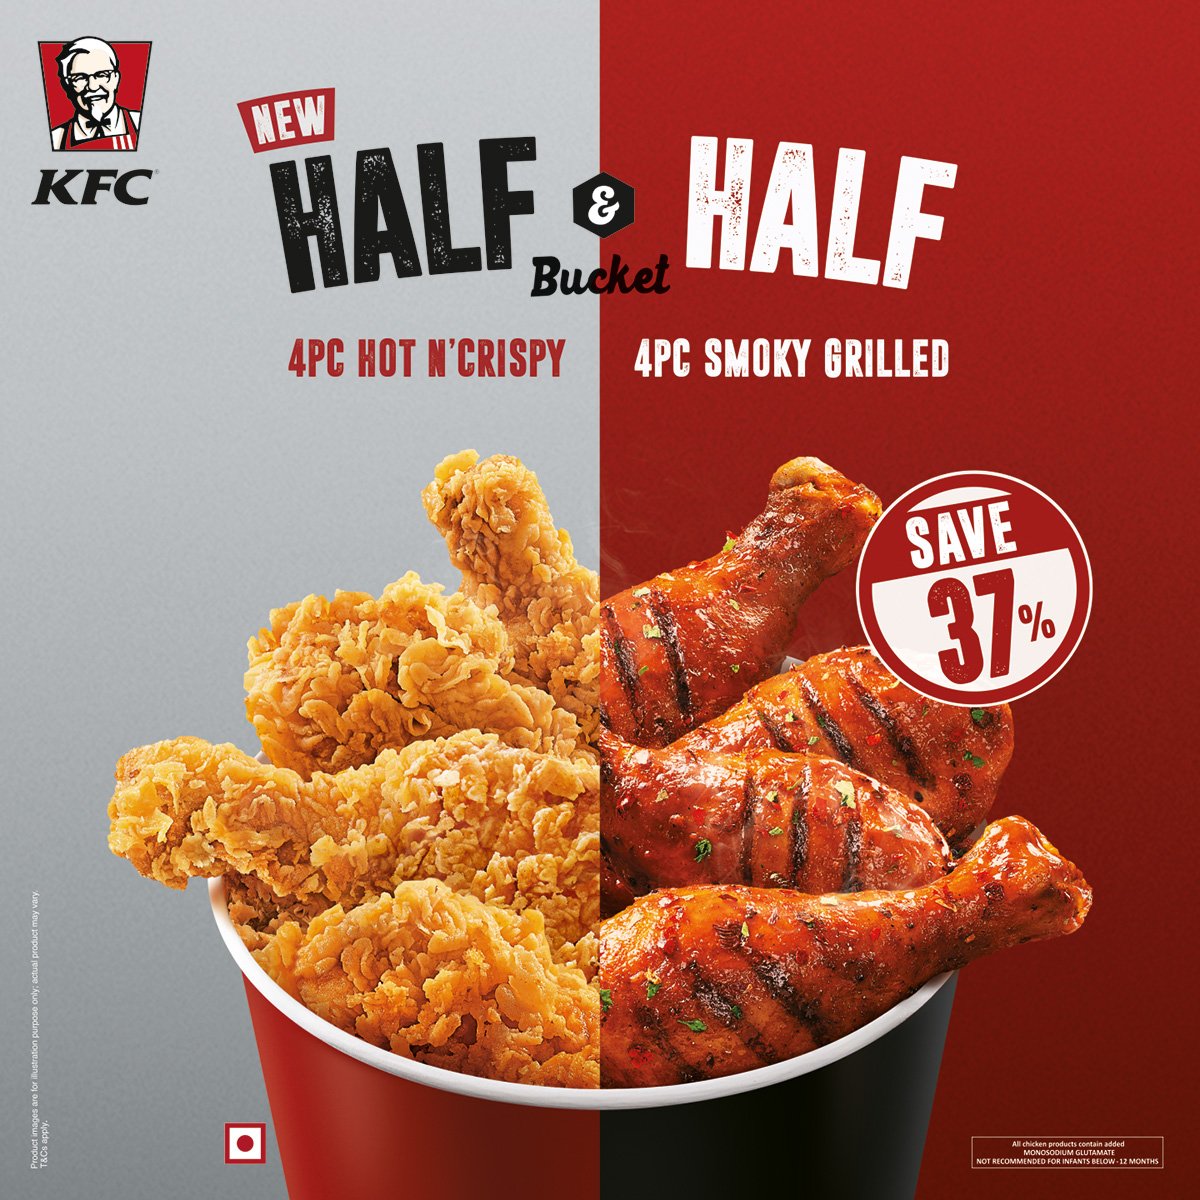 KFC
NEW
HALF & HALF
Bucket
4PC HOT N'CRISPY
4PC SMOKY GRILLED
SAVE
37%
Product images are for illustration purpose only; actual product may vary.
T&Cs apply.
All chicken products contain added
MONOSODIUM GLUTAMATE
NOT RECOMMENDED FOR INFANTS BELOW -12 MONTHS